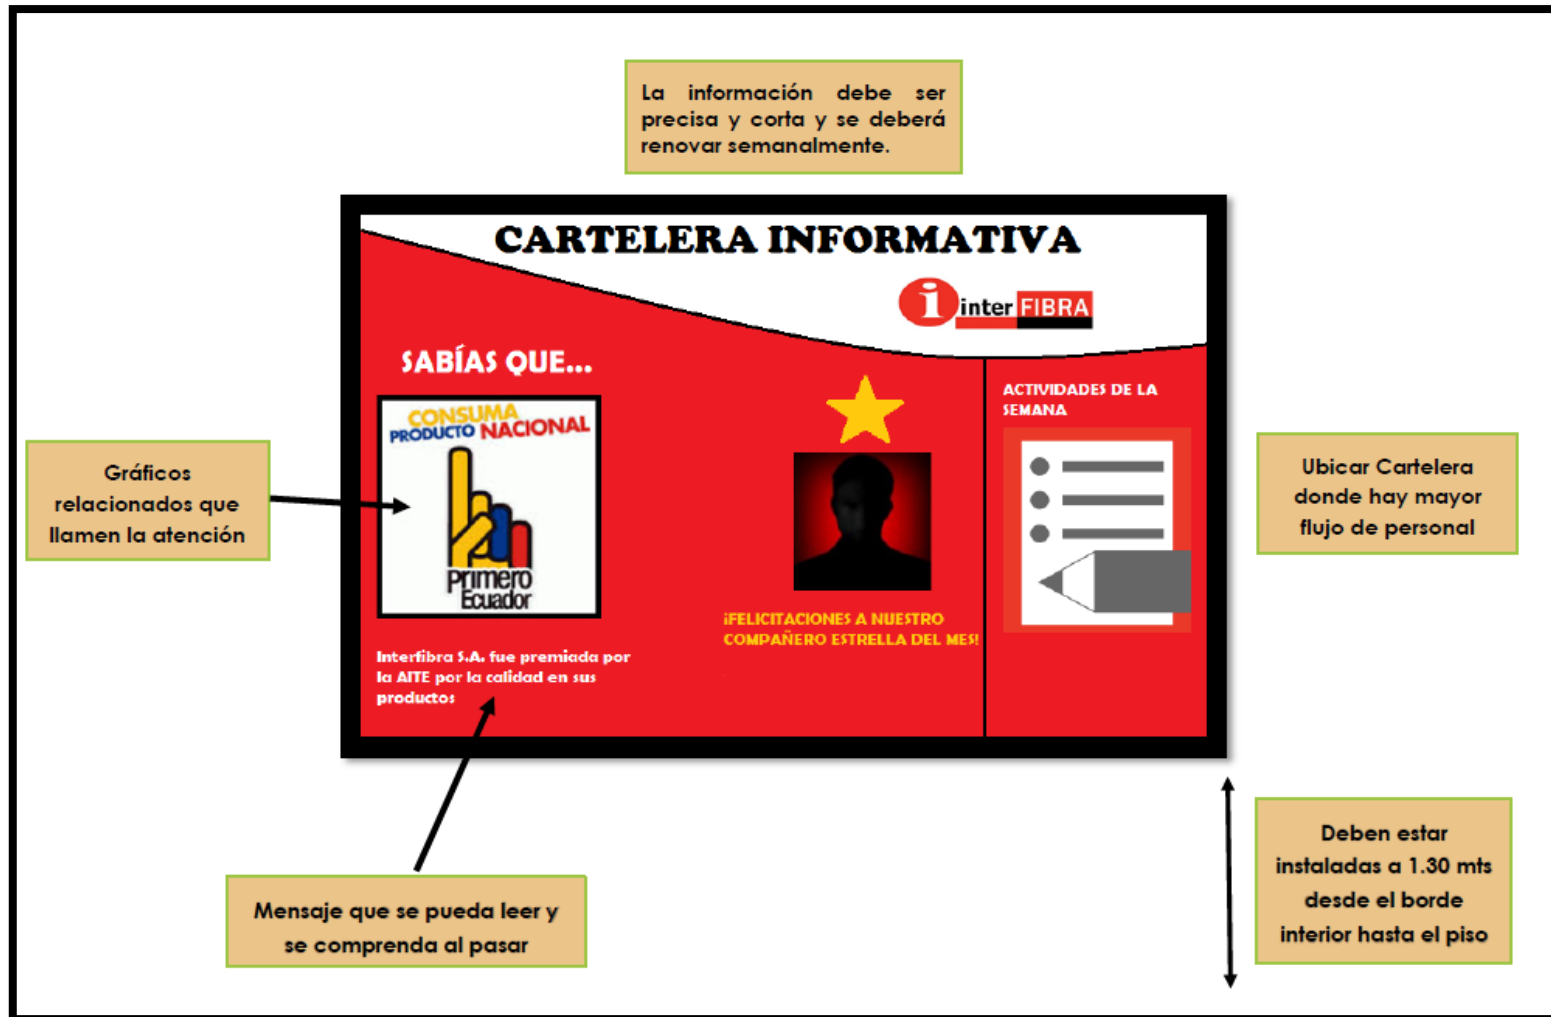 La información debe ser
precisa y corta y se deberá
renovar semanalmente.
CARTELERA INFORMATIVA
i inter FIBRA
SABÍAS QUE...
CONSUMA
PRODUCTO NACIONAL
Primero
Ecuador
Interfibra S.A. fue premiada por
la AITE por la calidad en sus
productos
¡FELICITACIONES A NUESTRO
COMPAÑERO ESTRELLA DEL MES!
ACTIVIDADES DE LA
SEMANA
Gráficos
relacionados que
llamen la atención
Ubicar Cartelera
donde hay mayor
flujo de personal
Mensaje que se pueda leer y
se comprenda al pasar
Deben estar
instaladas a 1.30 mts
desde el borde
interior hasta el piso